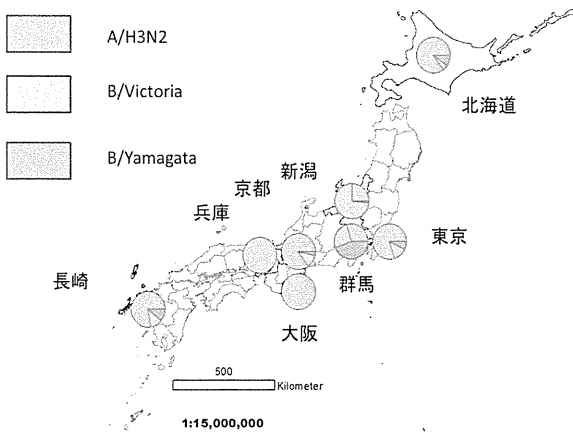 A/H3N2
B/Victoria
B/Yamagata
北海道
新潟
京都
兵庫
東京
群馬
長崎
大阪
500
Kilometer
1:15,000,000